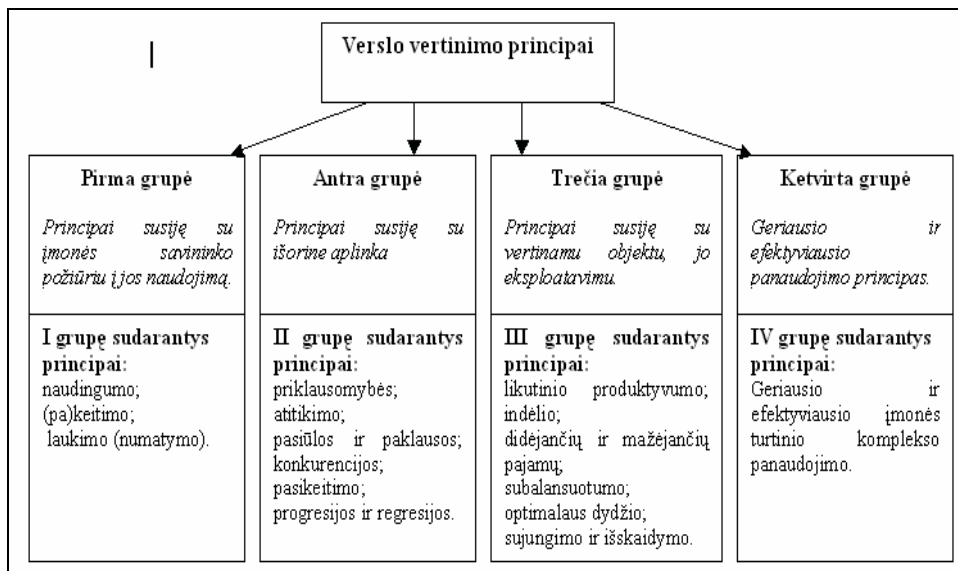 Verslo vertinimo principai
Pirma grupė
Principai susiję su
įmonės savininko
požiūriu į jos naudojimą.
I grupę sudarantys
principai:
naudingumo;
(pa)keitimo;
laukimo (numatymo).
Antra grupė
Principai susiję su
išorine aplinka
II grupę sudarantys
principai:
priklausomybės;
atitikimo;
pasiūlos ir paklausos;
konkurencijos;
pasikeitimo;
progresijos ir regresijos.
Trečia grupė
Principai susiję su
vertinamu objektu, jo
eksploatavimu.
III grupę sudarantys
principai:
likutinio produktyvumo;
indėlio;
didėjančių ir mažėjančių
pajamų;
subalansuotumo;
optimalaus dydžio;
sujungimo ir išskaidymo.
Ketvirta grupė
Geriausio ir
efektyviausio
panaudojimo principas.
IV grupę sudarantys
principai:
Geriausio ir
efektyviausio įmonės
turtinio komplekso
panaudojimo.